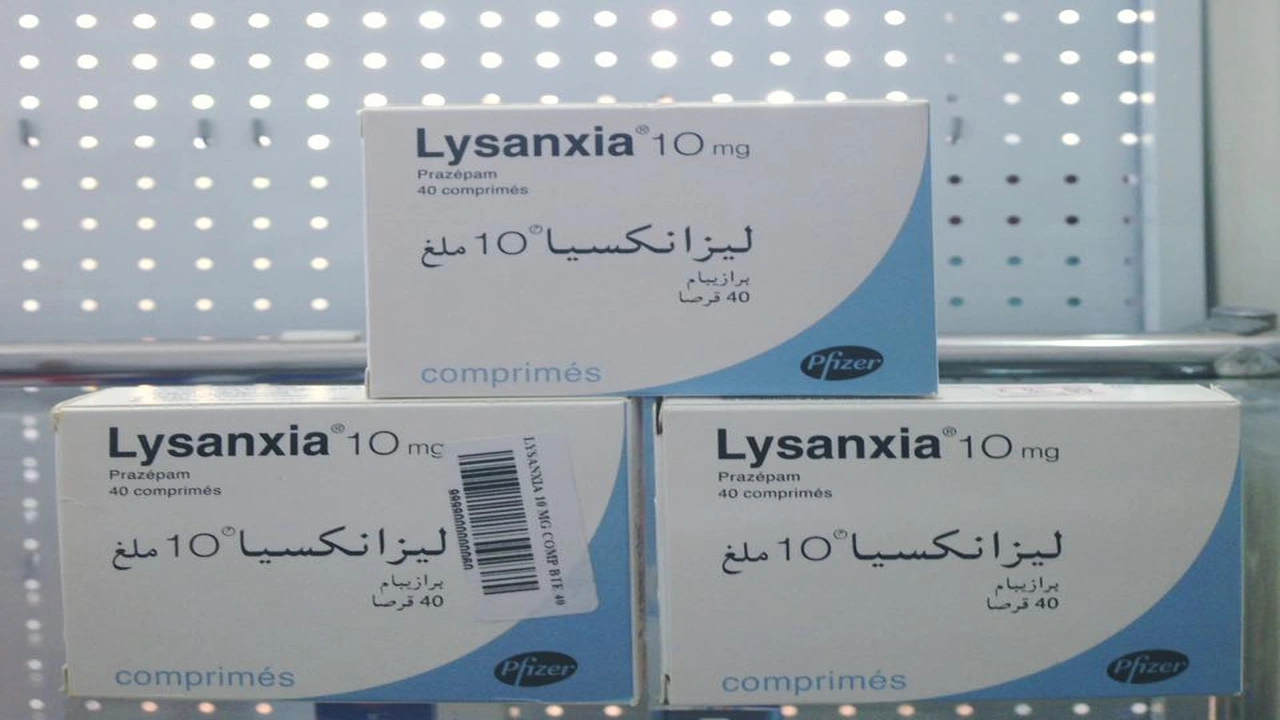 Lysanxia® 10 mg
Prazépam
40 comprimés
ليزانكسيا® 10 ملغ
برازيبام
40 قرصا
comprimés
Pfizer
Lysanxia® 10 mg
Prazépam
40 comprimés
ليزانكسيا® 10 ملغ
برازيبام
40 قرصا
comprimés
Pfizer
LYSANXIA 10 MG COMP BTE 40
Lysanxia® 10 mg
Prazépam
40 comprimés
ليزانكسيا® 10 ملغ
برازيبام
40 قرصا
comprimés
Pfizer